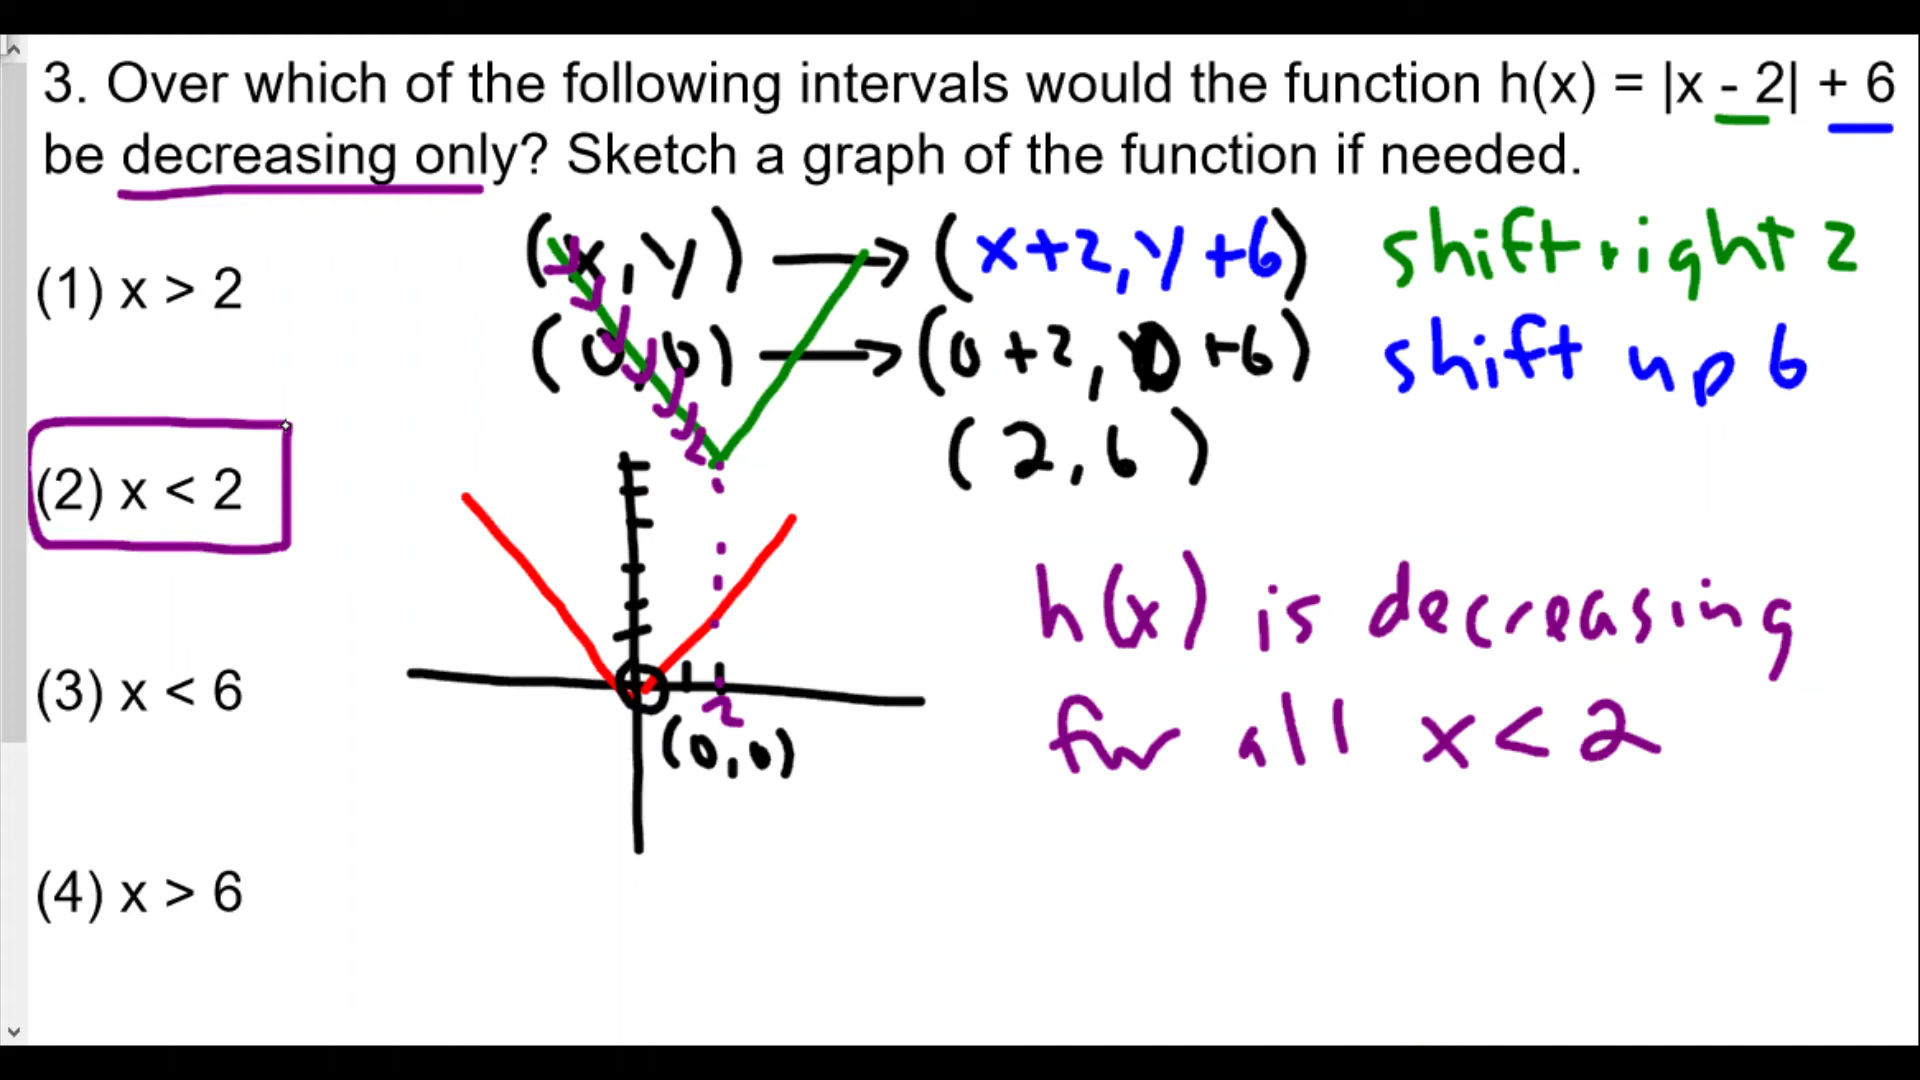 3. Over which of the following intervals would the function h(x) = |x - 2| + 6
be decreasing only? Sketch a graph of the function if needed.
(x, y) → (x+2, y+6) shift right 2
(1) x > 2
(0, 0) → (0+2, 0+6) shift up 6
(2, 6)
(2) x < 2
h(x) is decreasing
for all x < 2
(3) x < 6
2
(0, 0)
(4) x > 6